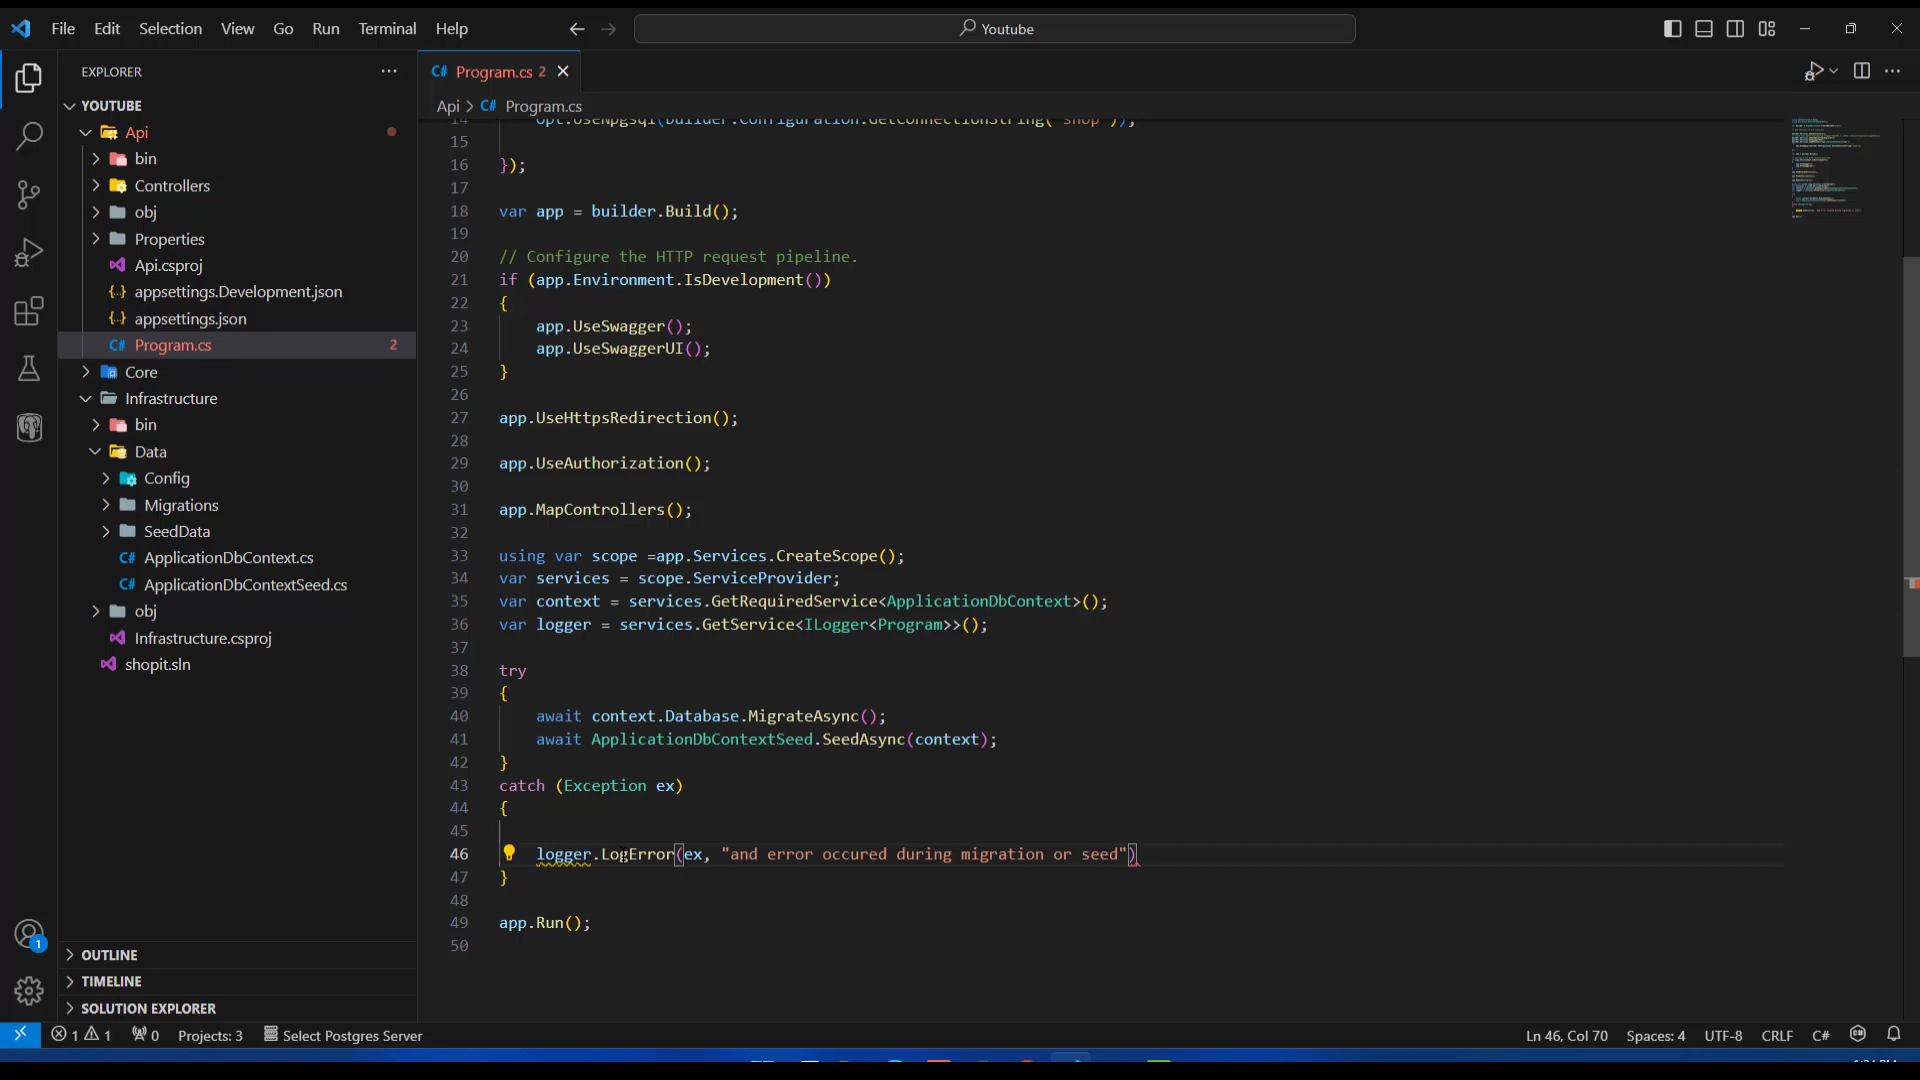 File Edit Selection View Go Run Terminal Help
Youtube
EXPLORER
YOUTUBE
Api
bin
Controllers
obj
Properties
Api.csproj
appsettings.Development.json
appsettings.json
Program.cs 2
Core
Infrastructure
bin
Data
Config
Migrations
SeedData
ApplicationDbContext.cs
ApplicationDbContextSeed.cs
obj
Infrastructure.csproj
shopit.sln
OUTLINE
TIMELINE
SOLUTION EXPLORER
C# Program.cs 2
Api > C# Program.cs
14 opt.UseNpgsql(builder.Configuration.GetConnectionString("shop"));
15
16 });
17
18 var app = builder.Build();
19
20 // Configure the HTTP request pipeline.
21 if (app.Environment.IsDevelopment())
22 {
23 app.UseSwagger();
24 app.UseSwaggerUI();
25 }
26
27 app.UseHttpsRedirection();
28
29 app.UseAuthorization();
30
31 app.MapControllers();
32
33 using var scope =app.Services.CreateScope();
34 var services = scope.ServiceProvider;
35 var context = services.GetRequiredService<ApplicationDbContext>();
36 var logger = services.GetService<ILogger<Program>>();
37
38 try
39 {
40 await context.Database.MigrateAsync();
41 await ApplicationDbContextSeed.SeedAsync(context);
42 }
43 catch (Exception ex)
44 {
45
46 logger.LogError(ex, "and error occured during migration or seed")
47 }
48
49 app.Run();
50
1 1 0 Projects: 3 Select Postgres Server
Ln 46, Col 70 Spaces: 4 UTF-8 CRLF C#